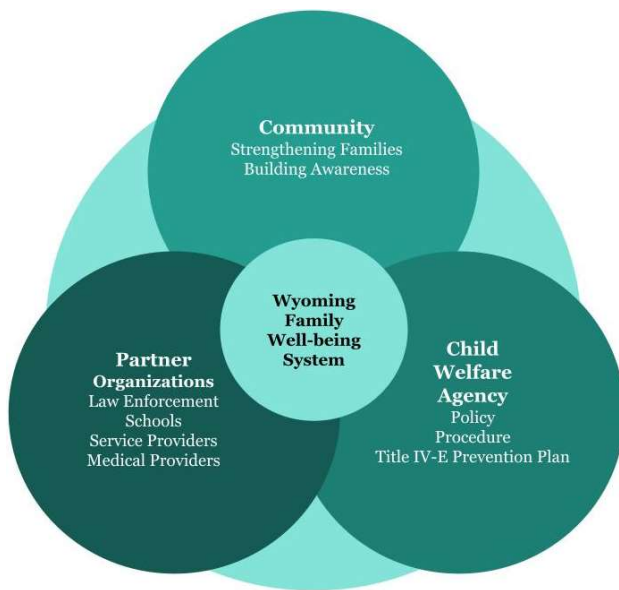 Community
Strengthening Families
Building Awareness
Wyoming
Family
Well-being
System
Partner
Organizations
Law Enforcement
Schools
Service Providers
Medical Providers
Child
Welfare
Agency
Policy
Procedure
Title IV-E Prevention Plan